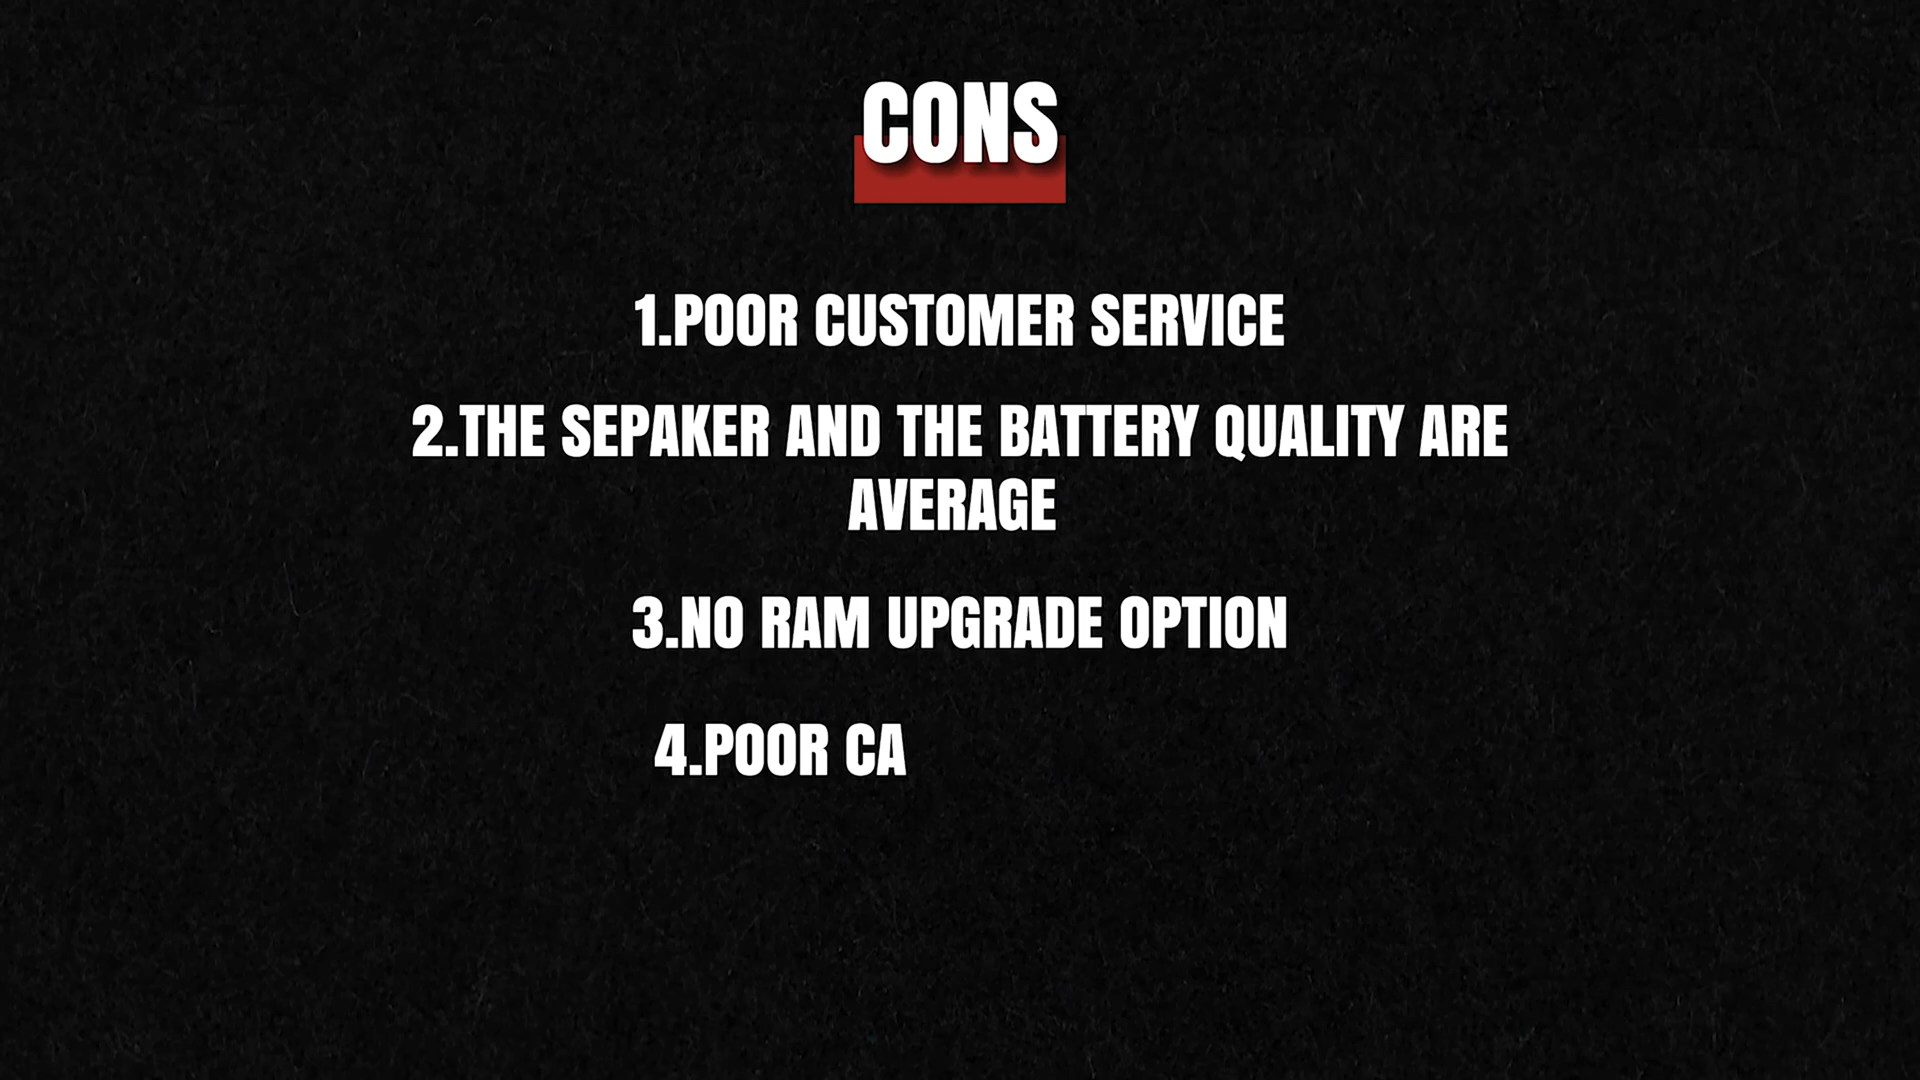 CONS
1.POOR CUSTOMER SERVICE
2.THE SEPAKER AND THE BATTERY QUALITY ARE
AVERAGE
3.NO RAM UPGRADE OPTION
4.POOR CA